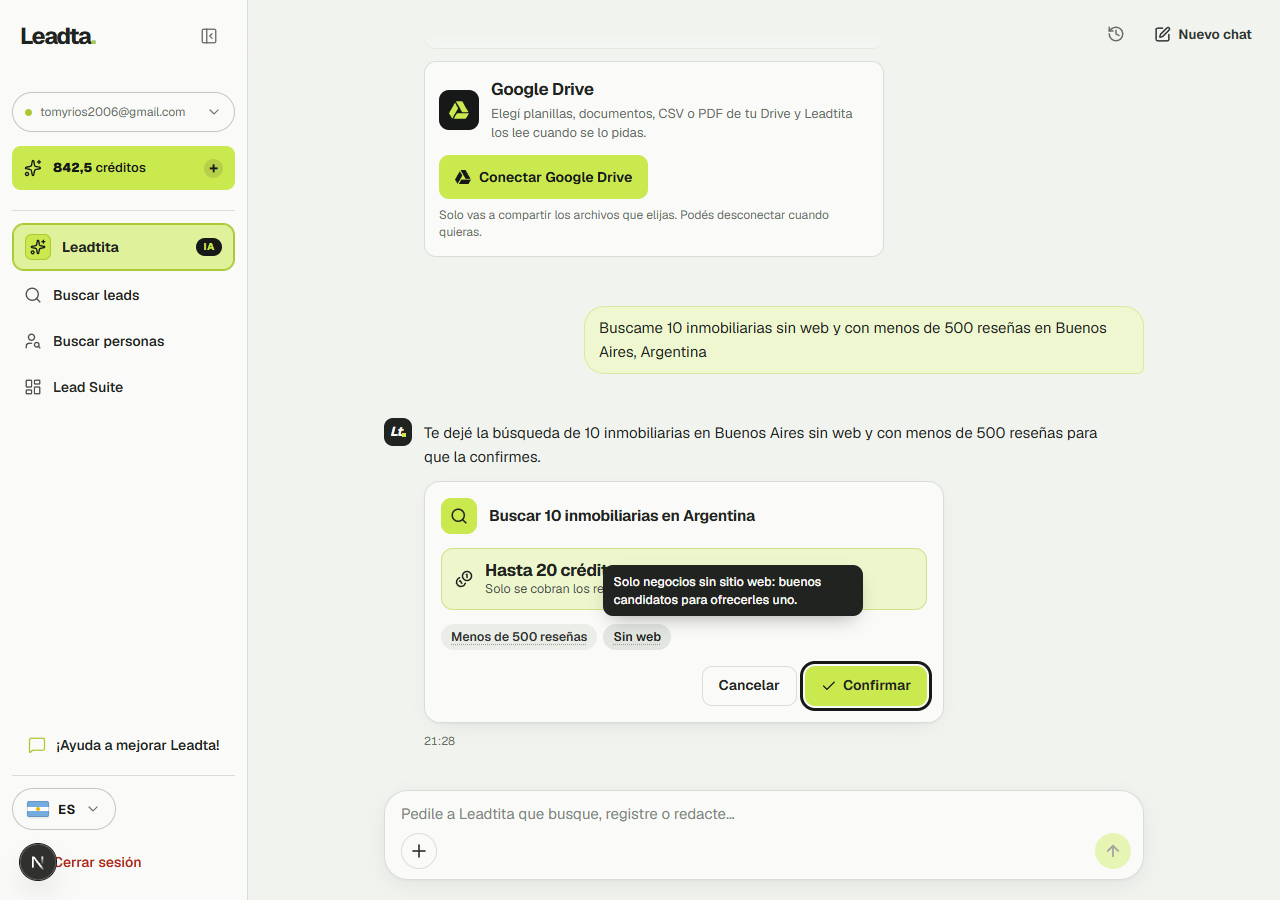 Leadta.
Nuevo chat
tomyrios2006@gmail.com
842,5 créditos
+
Leadtita
IA
Buscar leads
Buscar personas
Lead Suite
Google Drive
Elegí planillas, documentos, CSV o PDF de tu Drive y Leadtita
los lee cuando se lo pidas.
Conectar Google Drive
Solo vas a compartir los archivos que elijas. Podés desconectar cuando
quieras.
Buscame 10 inmobiliarias sin web y con menos de 500 reseñas en Buenos
Aires, Argentina
Lt.
Te dejé la búsqueda de 10 inmobiliarias en Buenos Aires sin web y con menos de 500 reseñas para
que la confirmes.
Buscar 10 inmobiliarias en Argentina
Hasta 20
Solo se cobran los
Solo negocios sin sitio web: buenos
candidatos para ofrecerles uno.
Menos de 500 reseñas
Sin web
Cancelar
Confirmar
21:28
¡Ayuda a mejorar Leadta!
ES
N
Cerrar sesión
Pedile a Leadtita que busque, registre o redacte…